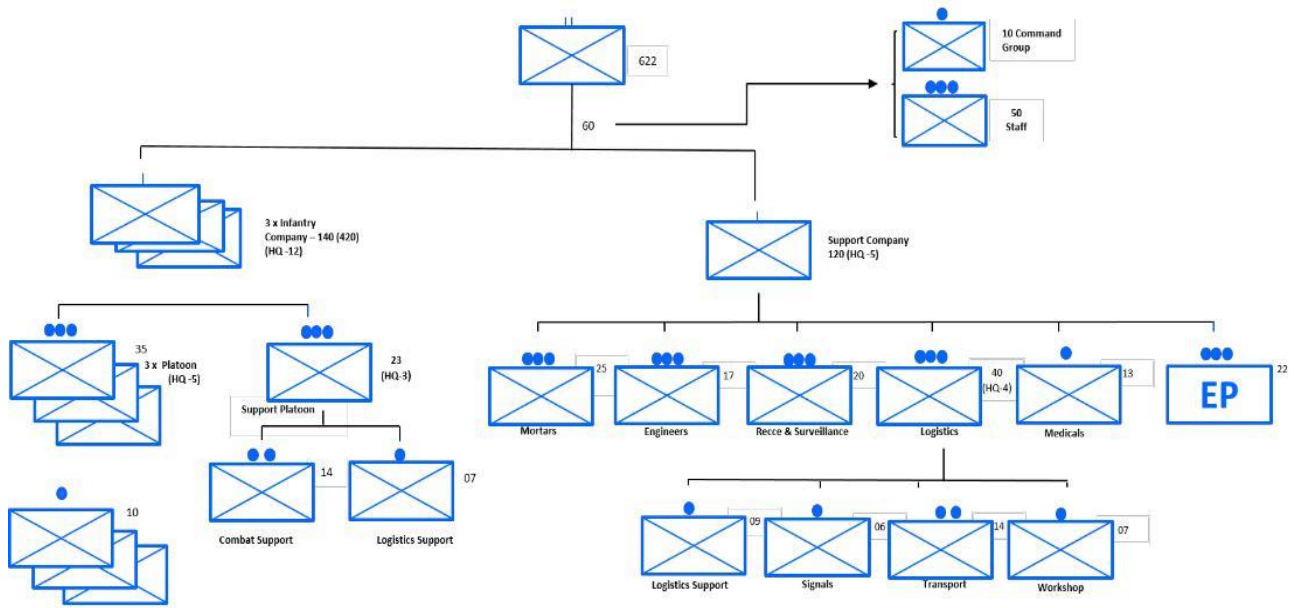 622
10 Command
Group
50
Staff
60
3 x Infantry
Company – 140 (420)
(HQ -12)
Support Company
120 (HQ -5)
35
3 x Platoon
(HQ -5)
23
(HQ-3)
Support Platoon
25
17
20
40
(HQ-4)
13
22
EP
Mortars
Engineers
Recce & Surveillance
Logistics
Medicals
14
07
Combat Support
Logistics Support
10
09
06
14
07
Logistics Support
Signals
Transport
Workshop